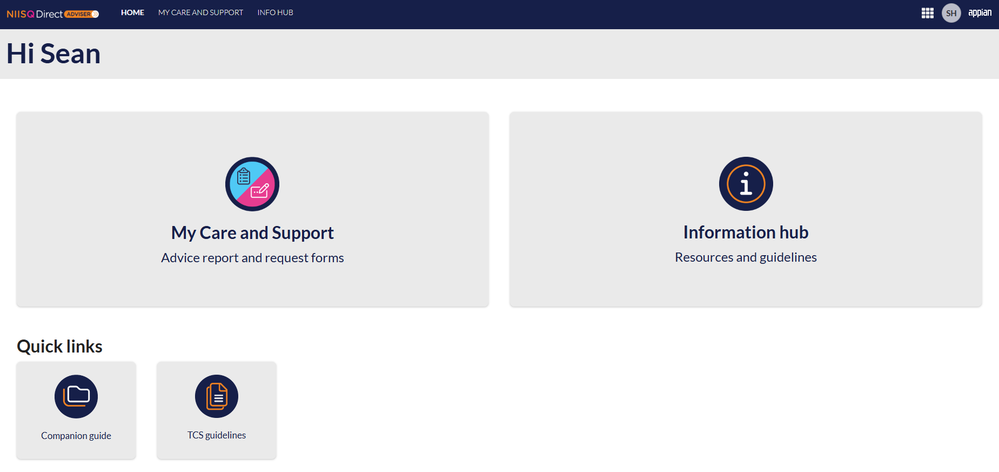 NIISQ Direct ADVISER
HOME MY CARE AND SUPPORT INFO HUB
SH
appian
Hi Sean
My Care and Support
Advice report and request forms
Information hub
Resources and guidelines
Quick links
Companion guide
TCS guidelines